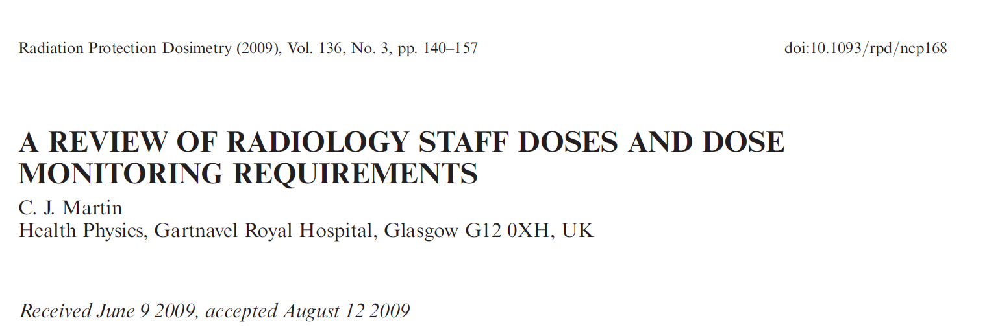 Radiation Protection Dosimetry (2009), Vol. 136, No. 3, pp. 140–157
doi:10.1093/rpd/ncp168
A REVIEW OF RADIOLOGY STAFF DOSES AND DOSE
MONITORING REQUIREMENTS
C. J. Martin
Health Physics, Gartnavel Royal Hospital, Glasgow G12 0XH, UK
Received June 9 2009, accepted August 12 2009